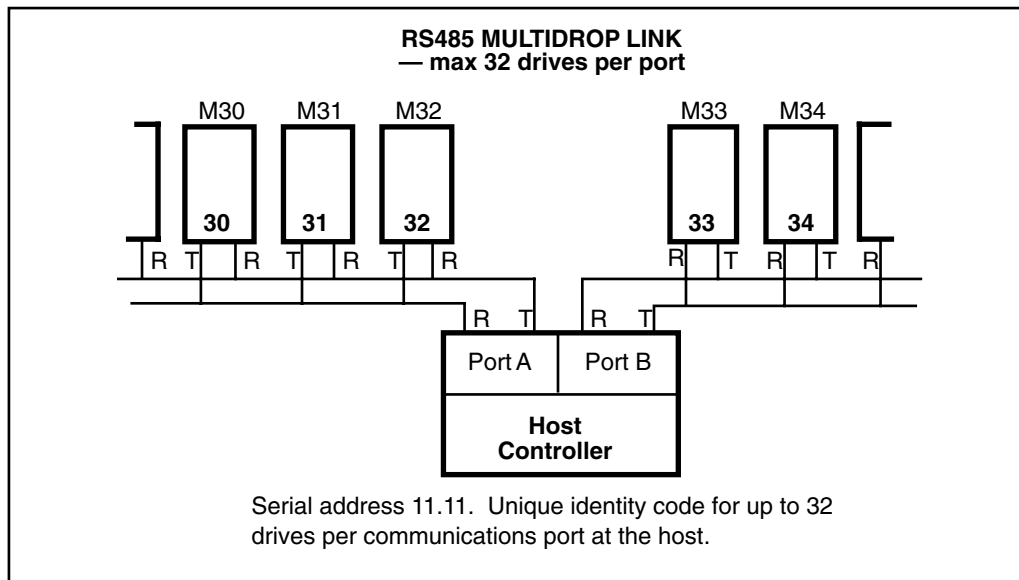 RS485 MULTIDROP LINK
— max 32 drives per port
M30 M31 M32 M33 M34
30 31 32 33 34
R T R T R T R R T R T R
R T R T
Port A Port B
Host
Controller
Serial address 11.11. Unique identity code for up to 32
drives per communications port at the host.